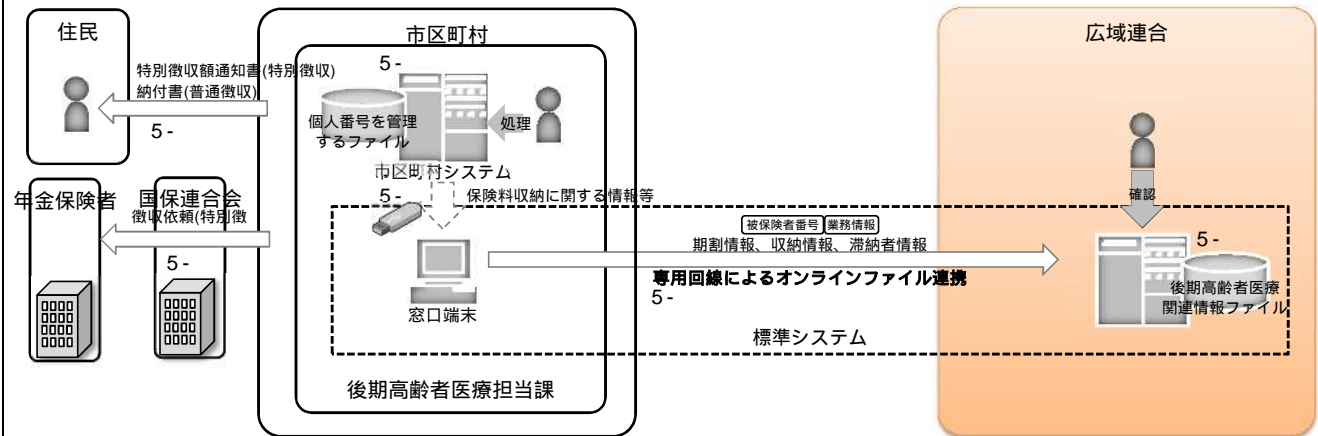 住民
市区町村
広域連合
特別徴収額通知書(特別徴収)
納付書(普通徴収)
5-
5-
個人番号を管理
するファイル
処理
市区町村システム
5-
保険料収納に関する情報等
確認
年金保険者
国保連合会
徴収依頼(特別徴
5-
被保険者番号 業務情報
期割情報、収納情報、滞納者情報
専用回線によるオンラインファイル連携
5-
5-
後期高齢者医療
関連情報ファイル
窓口端末
標準システム
後期高齢者医療担当課